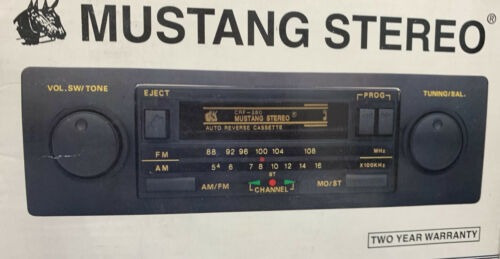 MUSTANG STEREO®
VOL.SW/TONE
EJECT
CRF-250
MUSTANG STEREO®
AUTO REVERSE CASSETTE
PROG
TUNING/BAL.
FM 88 92 96 100 104 108 MHz
AM 54 6 7 8 10 12 14 16 X100KHz
ST
AM/FM CHANNEL MO/ST
TWO YEAR WARRANTY